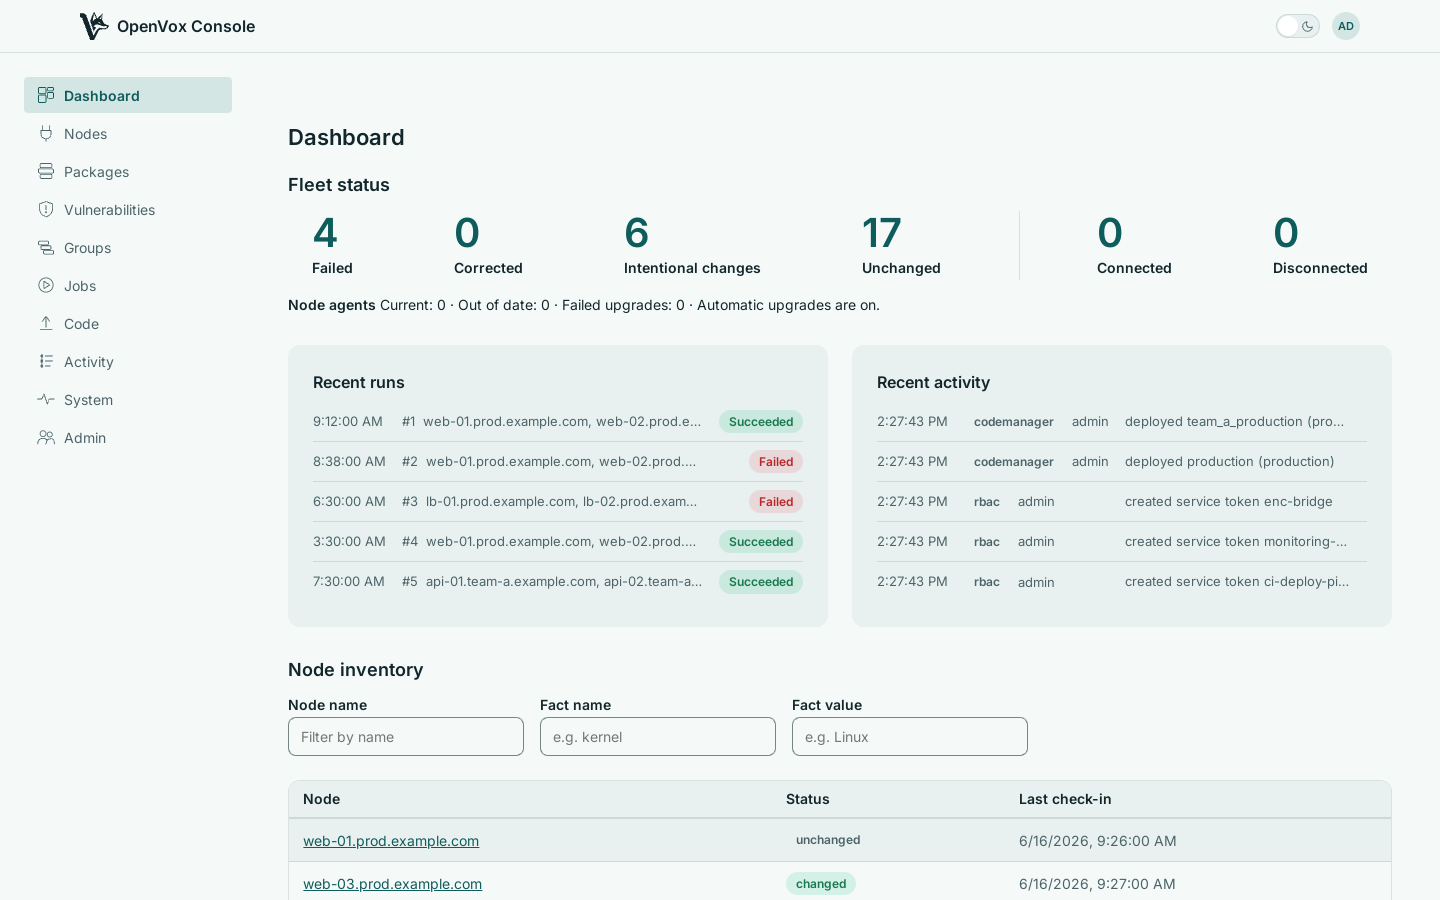 OpenVox Console
AD
Dashboard
Nodes
Packages
Vulnerabilities
Groups
Jobs
Code
Activity
System
Admin
Dashboard
Fleet status
4 0 6 17 0 0
Failed Corrected Intentional changes Unchanged Connected Disconnected
Node agents Current: 0 · Out of date: 0 · Failed upgrades: 0 · Automatic upgrades are on.
Recent runs
9:12:00 AM #1 web-01.prod.example.com, web-02.prod.e... Succeeded
8:38:00 AM #2 web-01.prod.example.com, web-02.prod.... Failed
6:30:00 AM #3 lb-01.prod.example.com, lb-02.prod.exam... Failed
3:30:00 AM #4 web-01.prod.example.com, web-02.prod.... Succeeded
7:30:00 AM #5 api-01.team-a.example.com, api-02.team-a... Succeeded
Recent activity
2:27:43 PM codemanager admin deployed team_a_production (pro...
2:27:43 PM codemanager admin deployed production (production)
2:27:43 PM rbac admin created service token enc-bridge
2:27:43 PM rbac admin created service token monitoring-...
2:27:43 PM rbac admin created service token ci-deploy-pi...
Node inventory
Node name Fact name Fact value
Filter by name e.g. kernel e.g. Linux
Node Status Last check-in
web-01.prod.example.com unchanged 6/16/2026, 9:26:00 AM
web-03.prod.example.com changed 6/16/2026, 9:27:00 AM